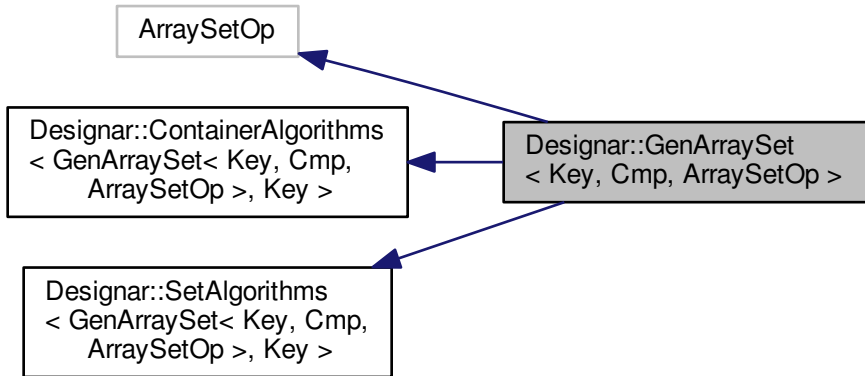 ArraySetOp
Designar::ContainerAlgorithms
< GenArraySet< Key, Cmp,
ArraySetOp >, Key >
Designar::GenArraySet
< Key, Cmp, ArraySetOp >
Designar::SetAlgorithms
< GenArraySet< Key, Cmp,
ArraySetOp >, Key >